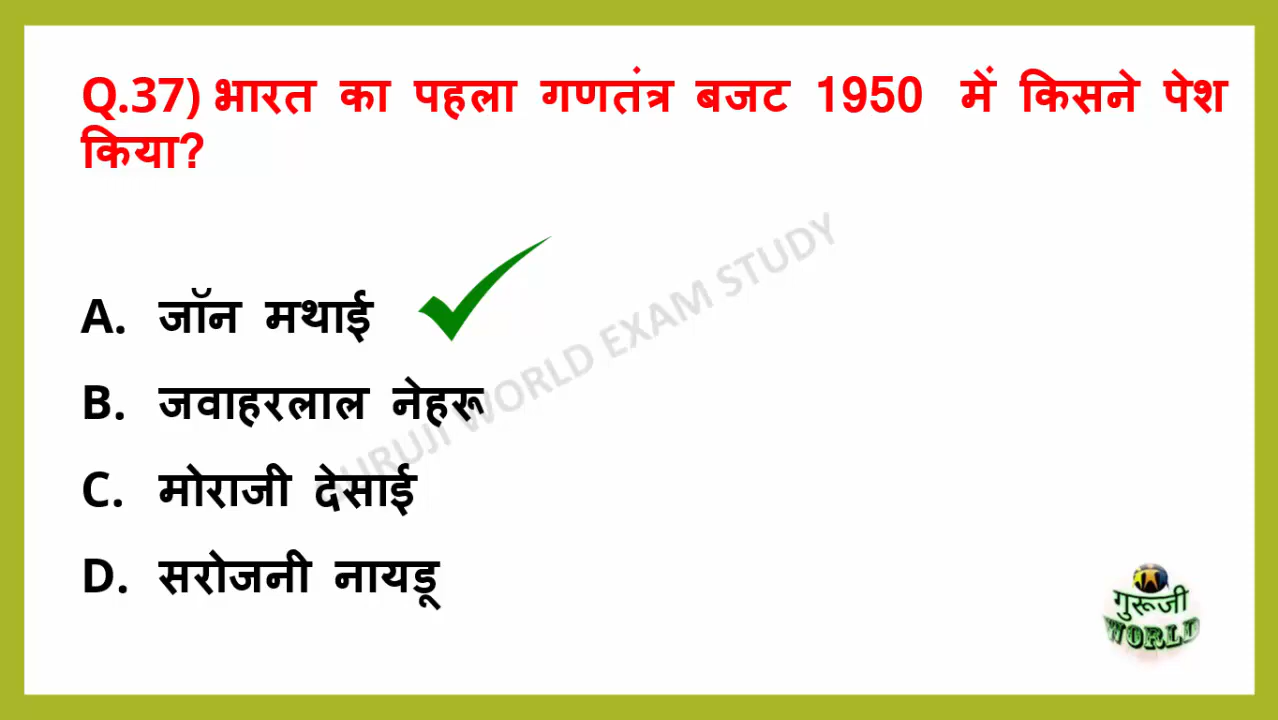 Q.37) भारत का पहला गणतंत्र बजट 1950 में किसने पेश
किया?
A. जॉन मथाई
B. जवाहरलाल नेहरू
C. मोराजी देसाई
D. सरोजनी नायडू
GURUJI WORLD EXAM STUDY
गुरूजी
WORLD